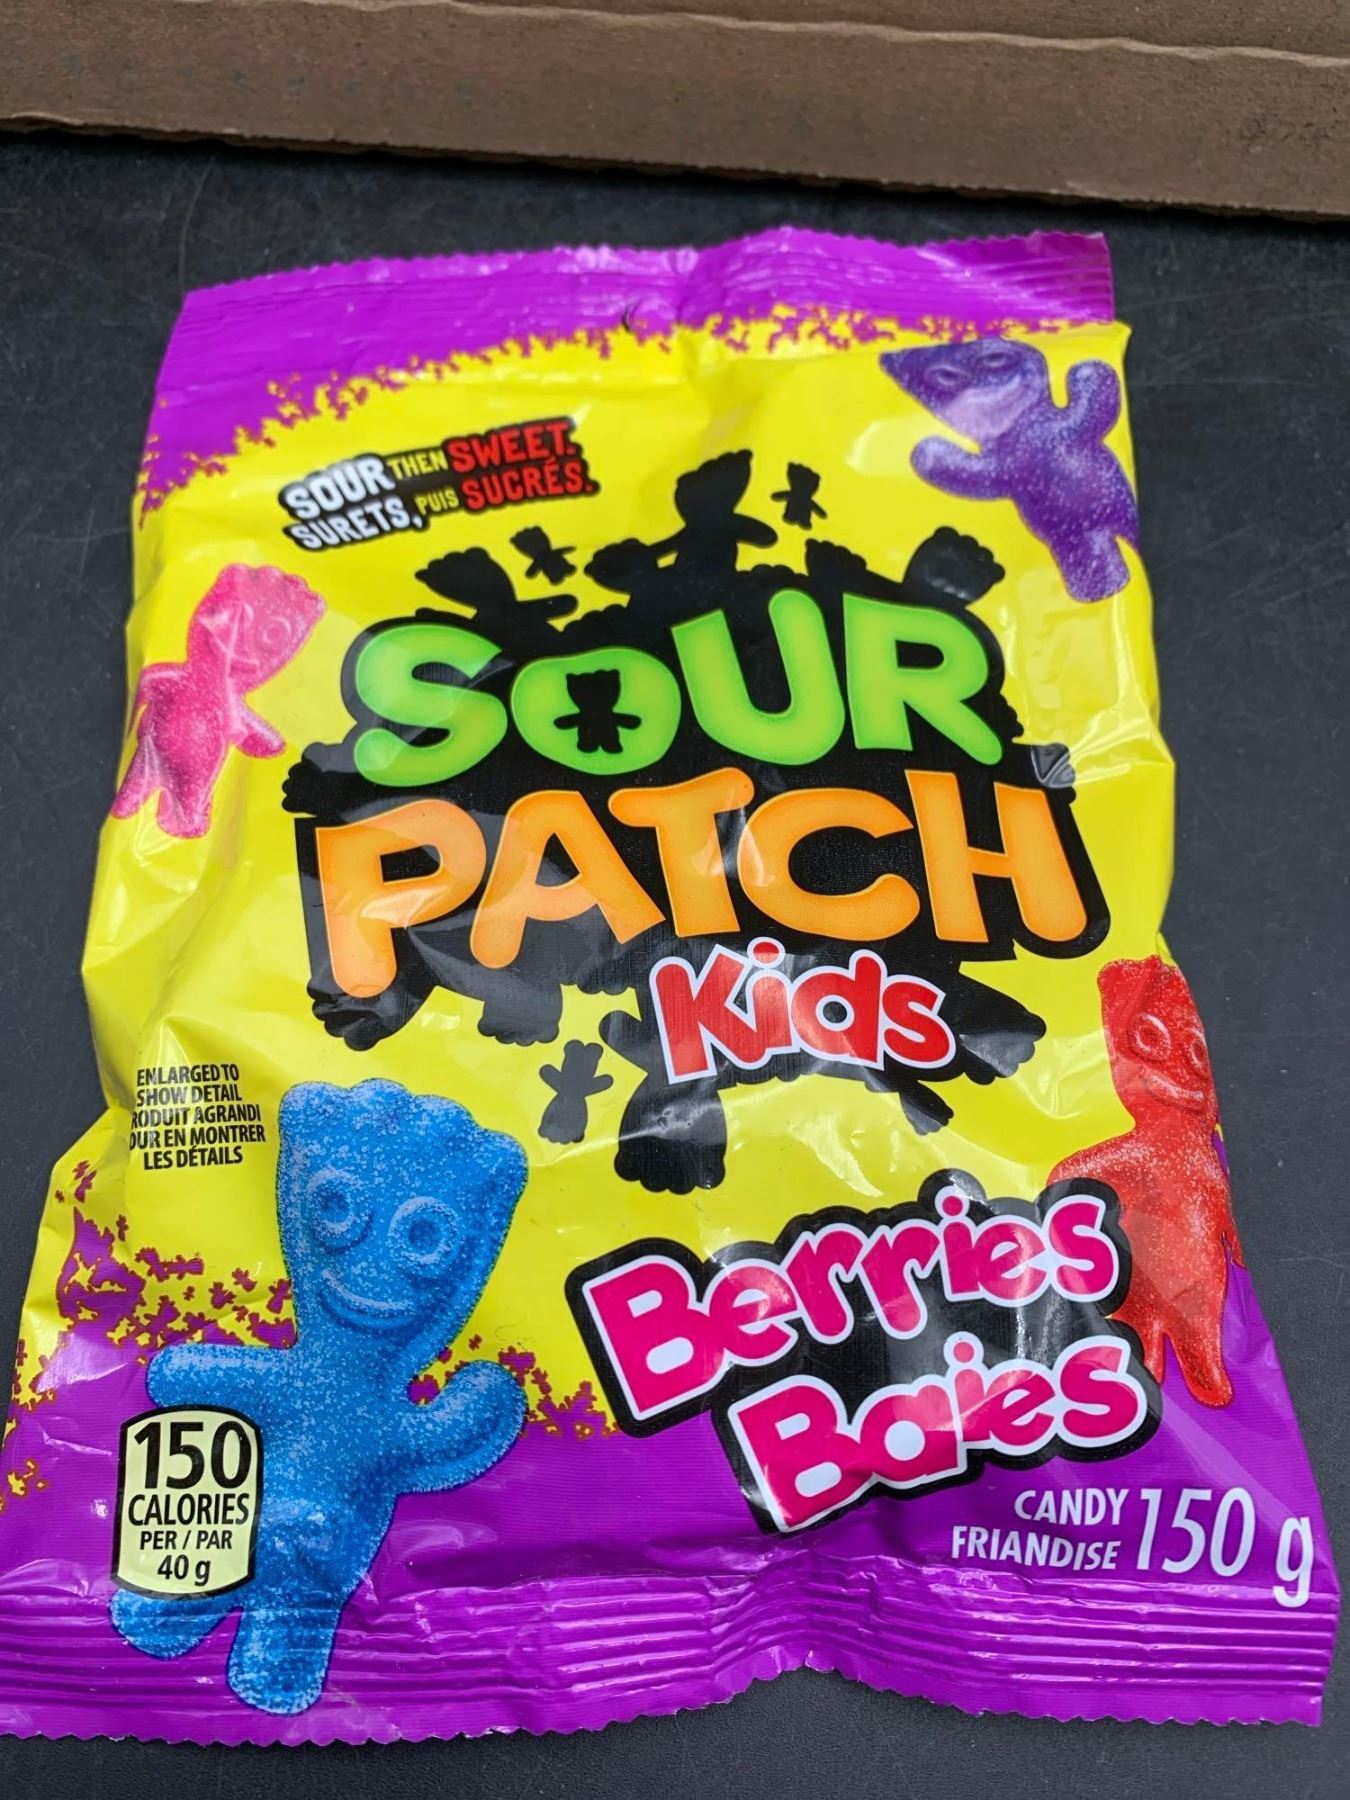 SOUR THEN SWEET.
SURETS, PUIS SUCRÉS.
SOUR
PATCH
Kids
ENLARGED TO
SHOW DETAIL
RODUIT AGRANDI
OUR EN MONTRER
LES DÉTAILS
Berries
Baies
150
CALORIES
PER / PAR
40 g
CANDY
FRIANDISE
150 g